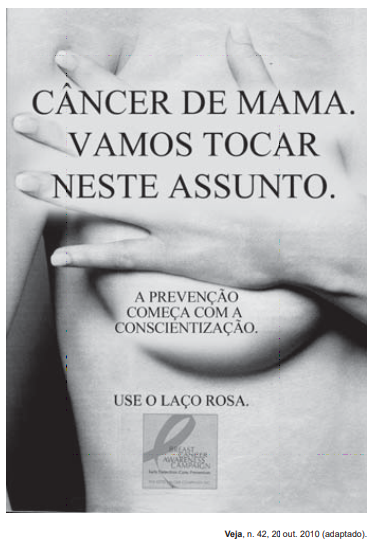 CÂNCER DE MAMA.
VAMOS TOCAR
NESTE ASSUNTO.
A PREVENÇÃO
COMEÇA COM A
CONSCIENTIZAÇÃO.
USE O LAÇO ROSA.
BREAST
CANCER
AWARENESS
CAMPAIGN
Veja, n. 42, 20 out. 2010 (adaptado).